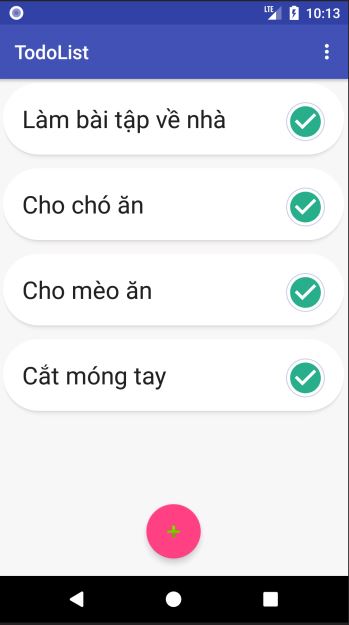 LTE 10:13
TodoList
Làm bài tập về nhà
Cho chó ăn
Cho mèo ăn
Cắt móng tay
+